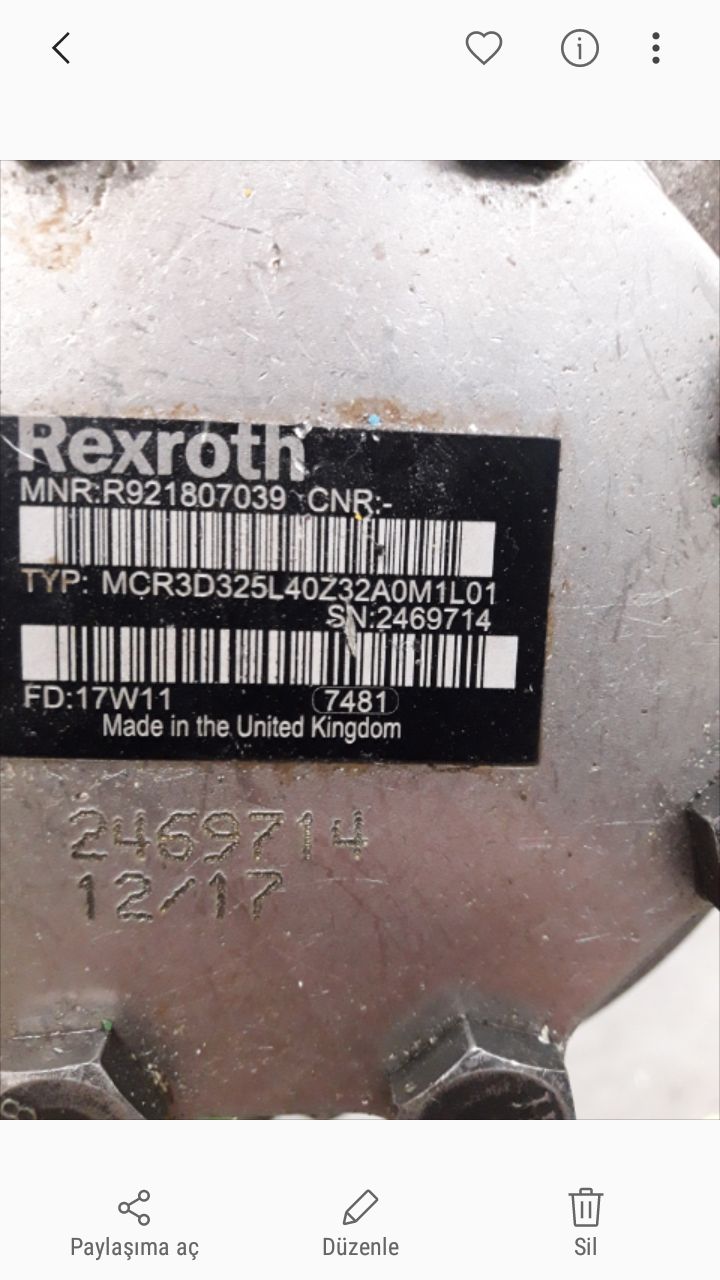 Rexroth
MNR:R921807039 CNR:-
TYP: MCR3D325L40Z32A0M1L01
SN:2469714
FD:17W11 7481
Made in the United Kingdom
2469714
12/17
8
Paylaşıma aç Düzenle Sil